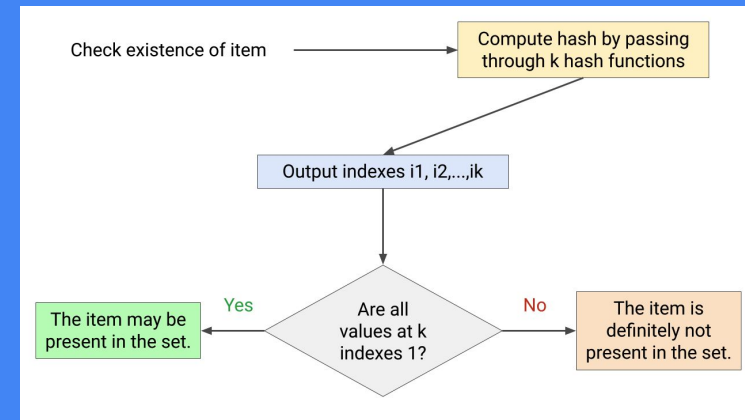 Check existence of item
Compute hash by passing
through k hash functions
Output indexes i1, i2,...,ik
Yes
Are all
values at k
indexes 1?
No
The item may be
present in the set.
The item is
definitely not
present in the set.